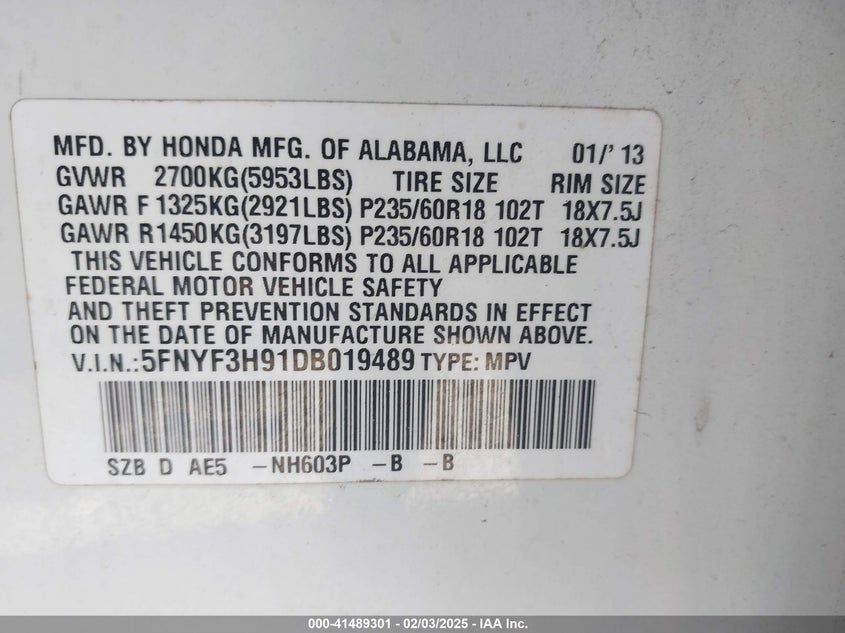 MFD. BY HONDA MFG. OF ALABAMA, LLC 01/'13
GVWR 2700KG(5953LBS) TIRE SIZE RIM SIZE
GAWR F 1325KG(2921LBS) P235/60R18 102T 18X7.5J
GAWR R1450KG(3197LBS) P235/60R18 102T 18X7.5J
THIS VEHICLE CONFORMS TO ALL APPLICABLE
FEDERAL MOTOR VEHICLE SAFETY
AND THEFT PREVENTION STANDARDS IN EFFECT
ON THE DATE OF MANUFACTURE SHOWN ABOVE.
V.I.N.:5FNYF3H91DB019489 TYPE: MPV
SZB D AE5 -NH603P -B -B
000-41489301 - 02/03/2025 - IAA Inc.